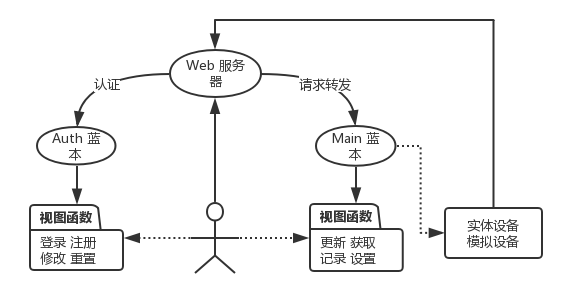 Web 服务
器
认证
请求转发
Auth 蓝
本
Main 蓝
本
视图函数
登录 注册
修改 重置
视图函数
更新 获取
记录 设置
实体设备
模拟设备